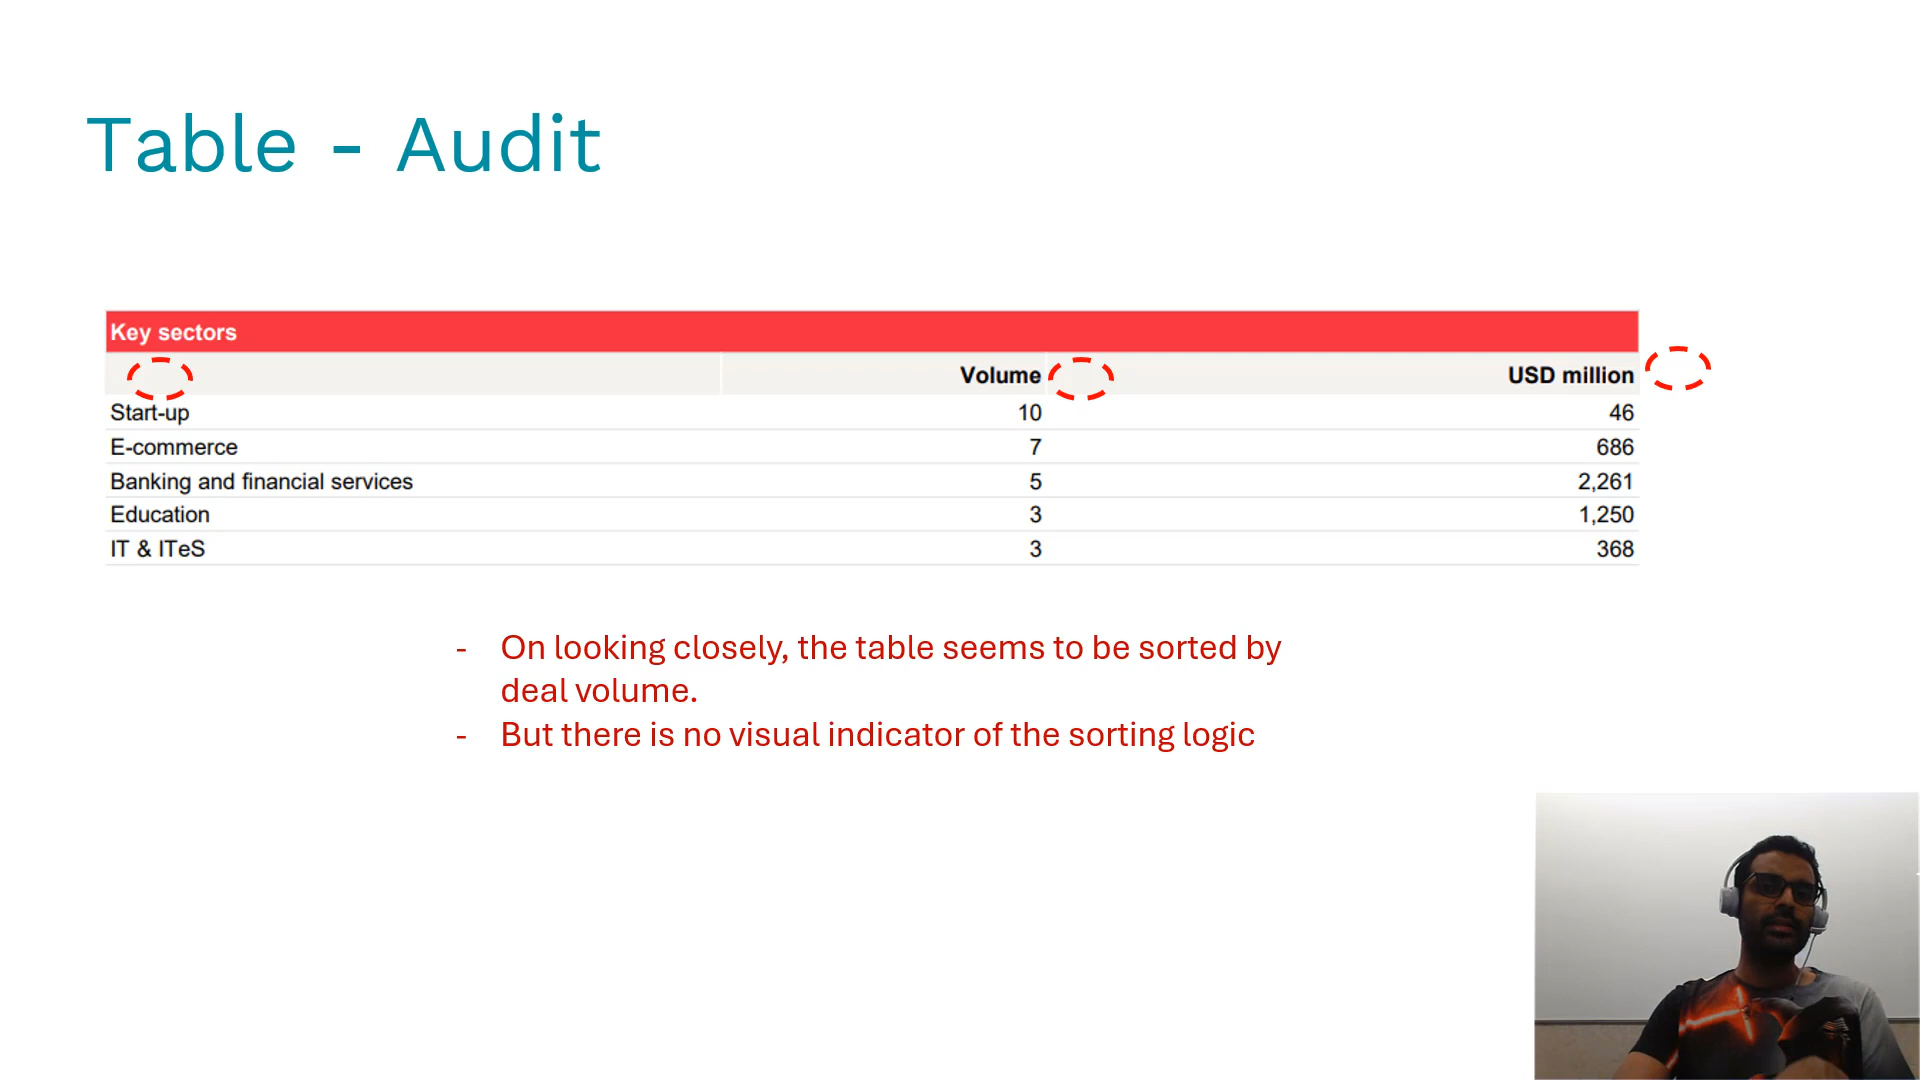 Table - Audit
Key sectors
Volume USD million
Start-up 10 46
E-commerce 7 686
Banking and financial services 5 2,261
Education 3 1,250
IT & ITeS 3 368
- On looking closely, the table seems to be sorted by
deal volume.
- But there is no visual indicator of the sorting logic